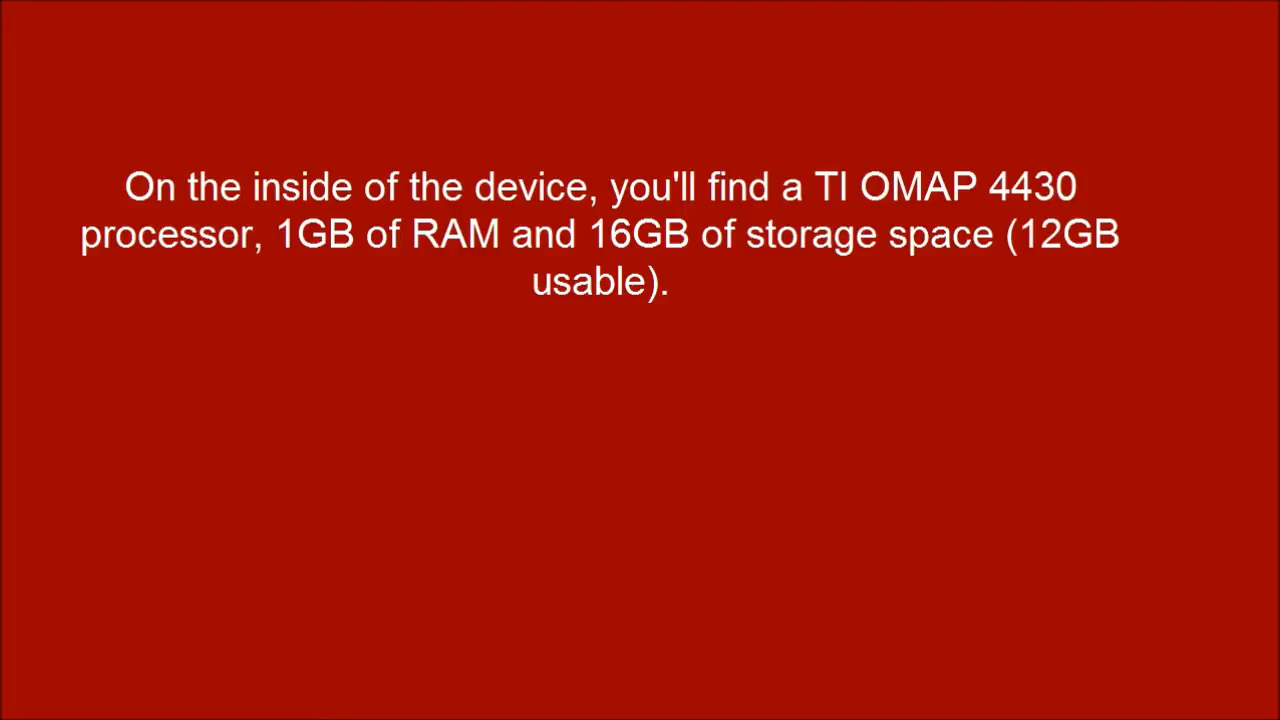 On the inside of the device, you'll find a TI OMAP 4430
processor, 1GB of RAM and 16GB of storage space (12GB
usable).